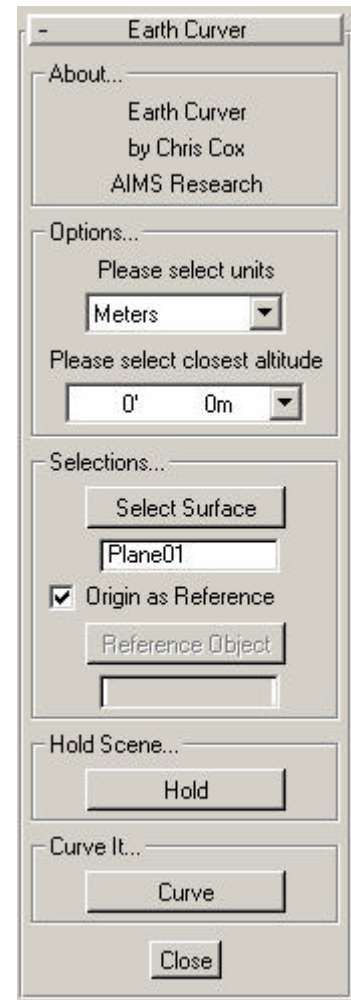 - Earth Curver
About...
Earth Curver
by Chris Cox
AIMS Research
Options...
Please select units
Meters
Please select closest altitude
0' 0m
Selections...
Select Surface
Plane01
Origin as Reference
Reference Object
Hold Scene...
Hold
Curve It...
Curve
Close